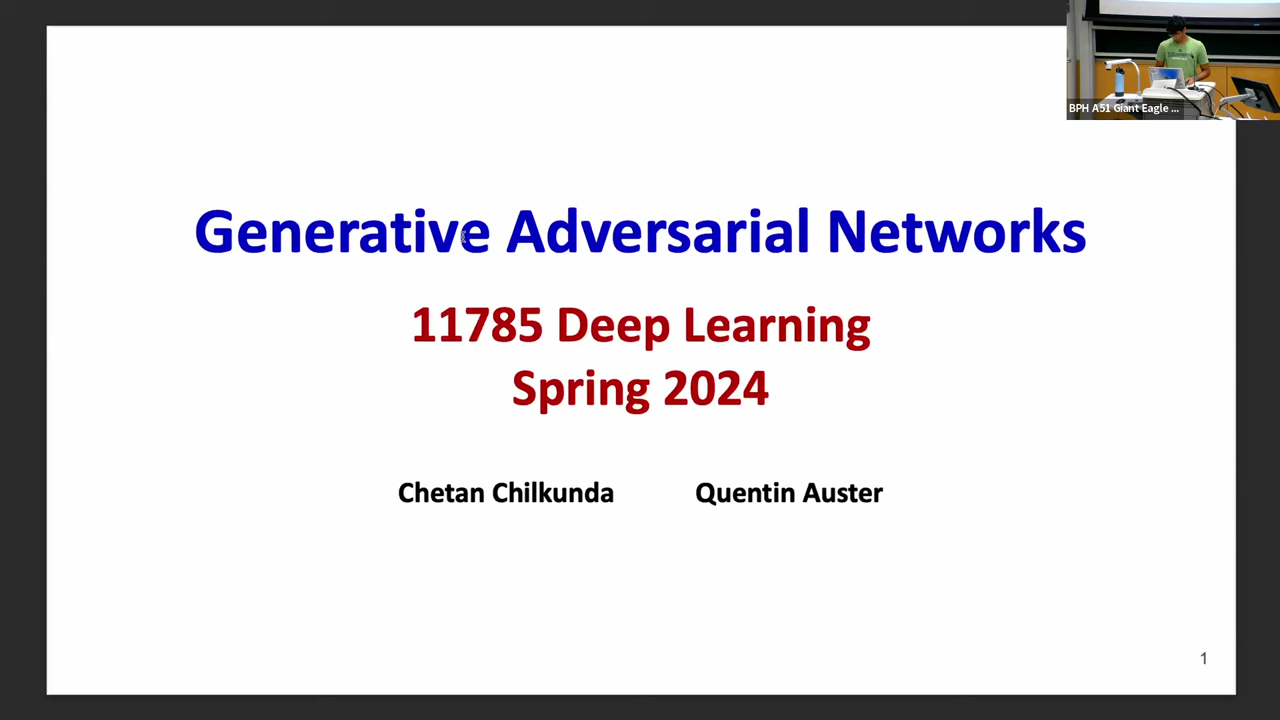 BPH A51 Giant Eagle ...
Generative Adversarial Networks
11785 Deep Learning
Spring 2024
Chetan Chilkunda
Quentin Auster
1